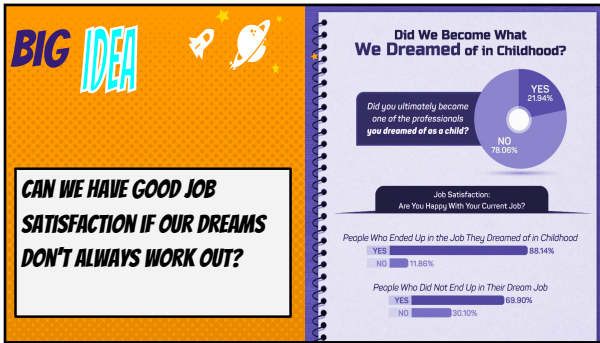 BIG IDEA
CAN WE HAVE GOOD JOB
SATISFACTION IF OUR DREAMS
DON'T ALWAYS WORK OUT?
Did We Become What
We Dreamed of in Childhood?
Did you ultimately become
one of the professionals
you dreamed of as a child?
YES
21.94%
NO
78.06%
Job Satisfaction:
Are You Happy With Your Current Job?
People Who Ended Up in the Job They Dreamed of in Childhood
YES 88.14%
NO 11.86%
People Who Did Not End Up in Their Dream Job
YES 69.90%
NO 30.10%